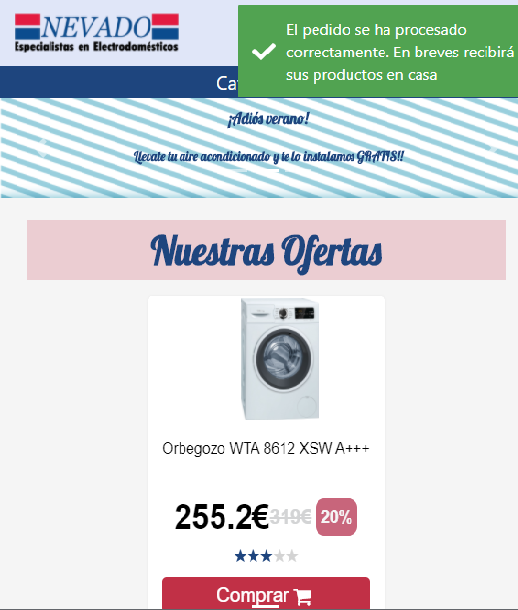 NEVADO
Especialistas en Electrodomésticos
El pedido se ha procesado
correctamente. En breves recibirá
sus productos en casa
Ca
¡Adiós verano!
Llevate tu aire acondicionado y te lo instalamos GRATIS!!
Nuestras Ofertas
Orbegozo WTA 8612 XSW A+++
255.2€ 319€ 20%
Comprar